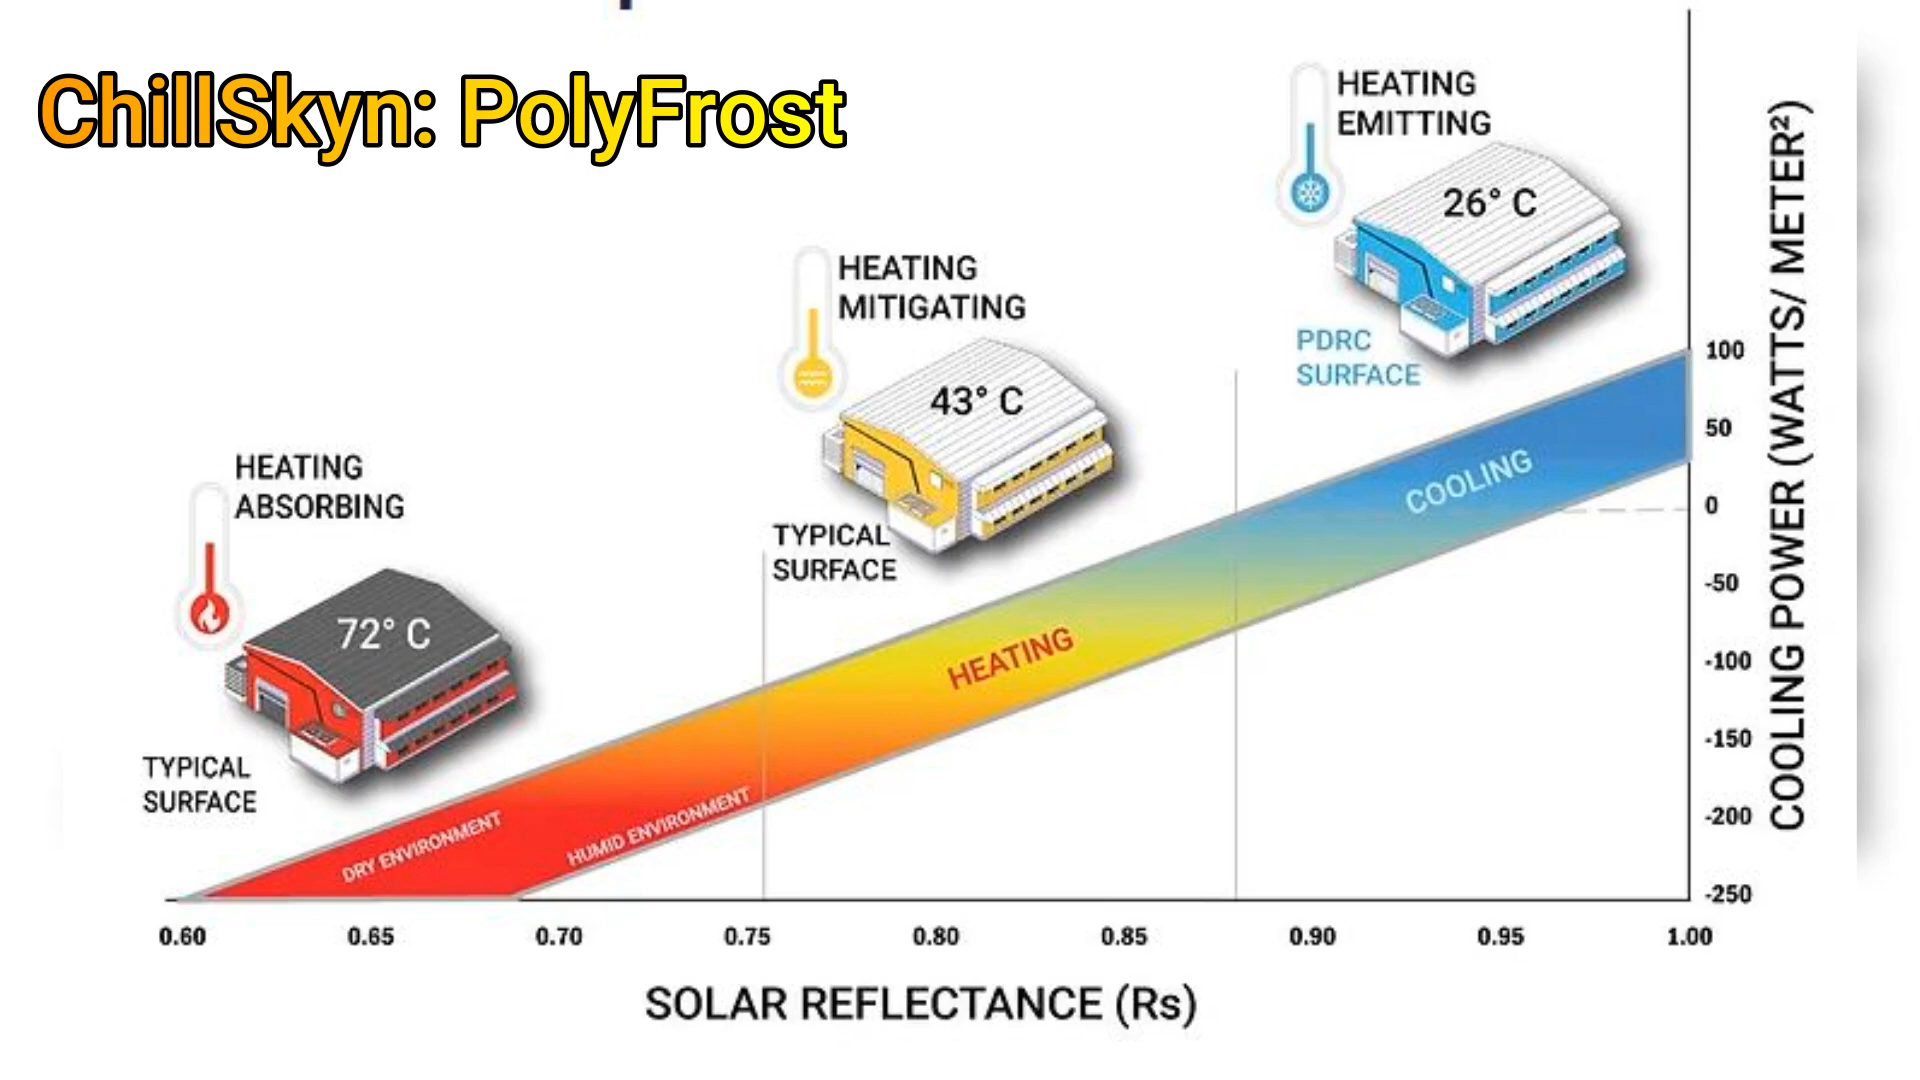 ChillSkyn: PolyFrost
HEATING
EMITTING
26° C
PDRC
SURFACE
HEATING
MITIGATING
43° C
TYPICAL
SURFACE
HEATING
ABSORBING
72° C
TYPICAL
SURFACE
DRY ENVIRONMENT
HUMID ENVIRONMENT
HEATING
COOLING
100
50
0
-50
-100
-150
-200
-250
COOLING POWER (WATTS/ METER²)
0.60 0.65 0.70 0.75 0.80 0.85 0.90 0.95 1.00
SOLAR REFLECTANCE (Rs)